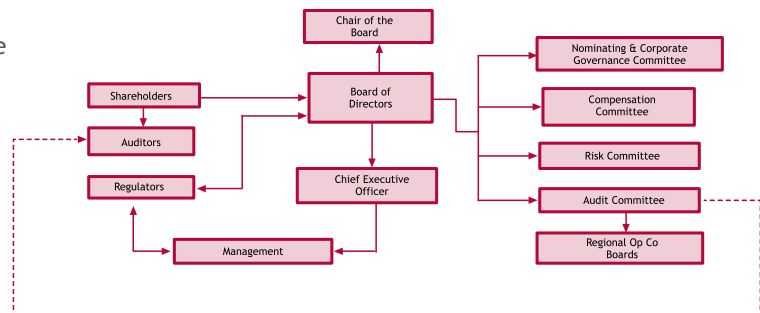 e
Chair of the
Board
Nominating & Corporate
Governance Committee
Shareholders
Board of
Directors
Compensation
Committee
Auditors
Risk Committee
Regulators
Chief Executive
Officer
Audit Committee
Management
Regional Op Co
Boards